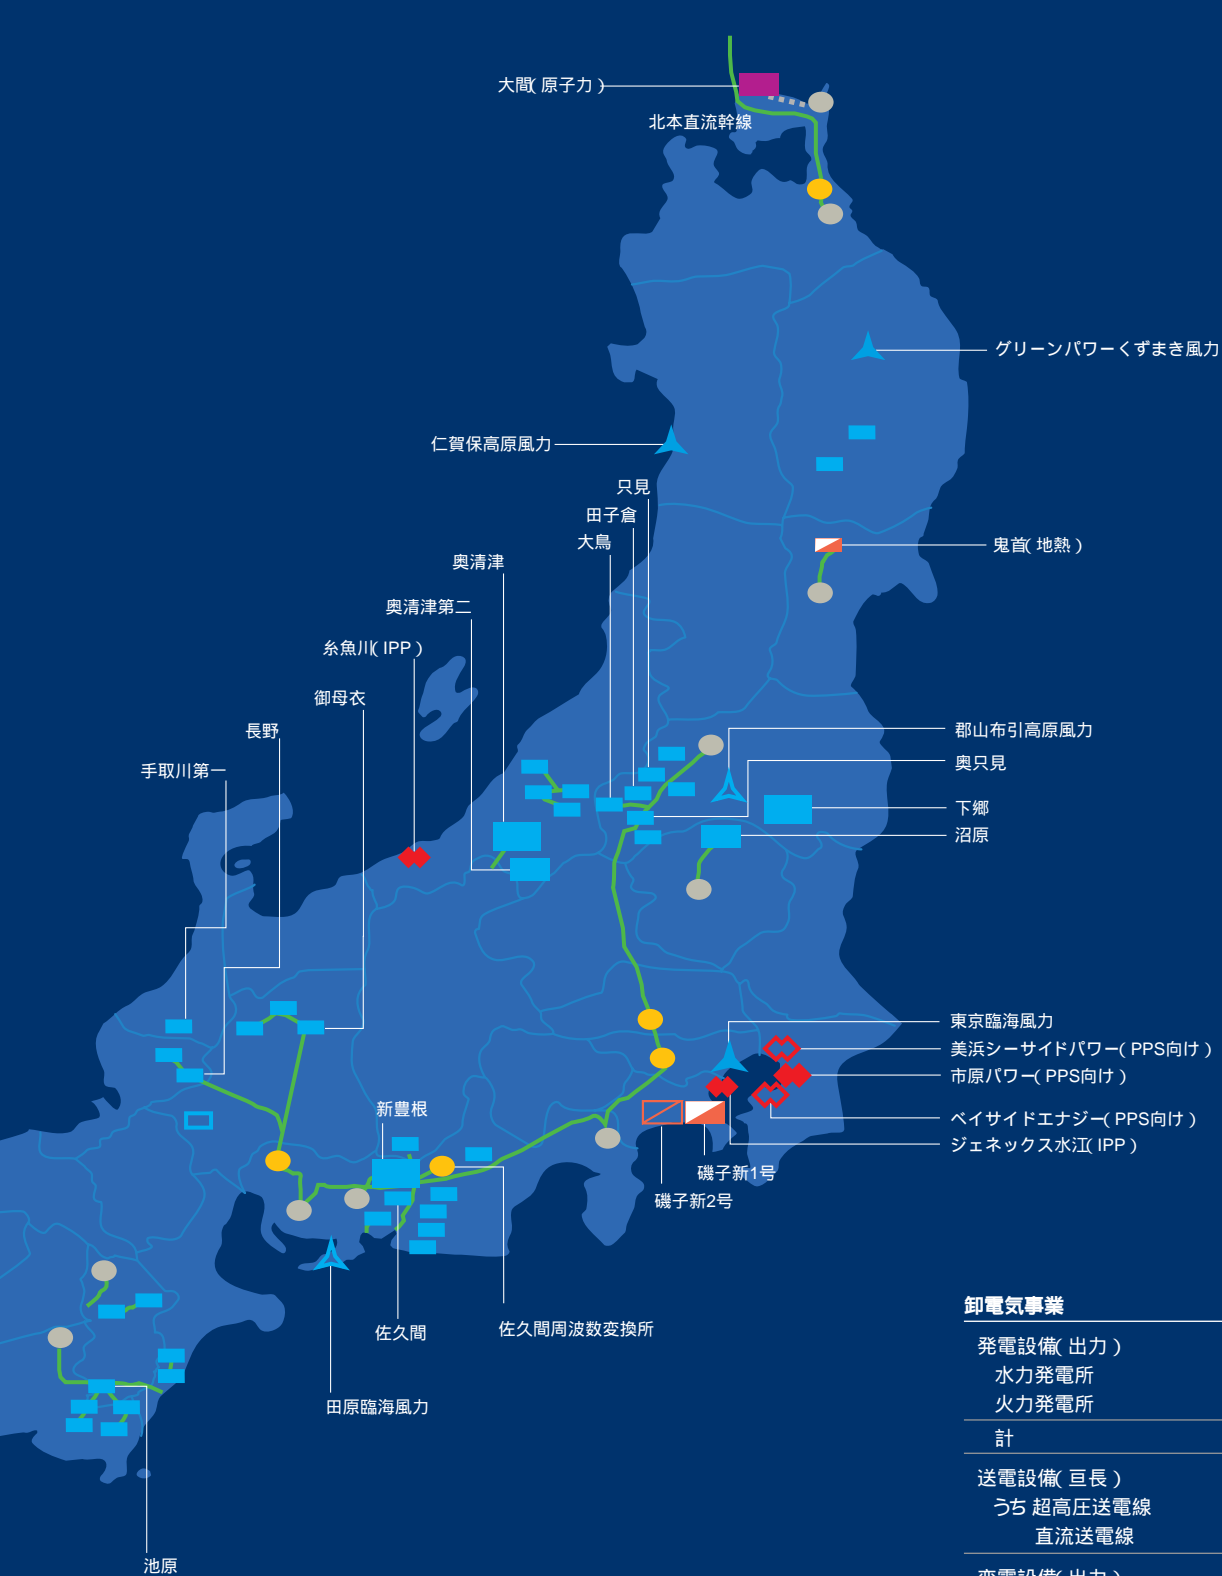 大間(原子力)
北本直流幹線
グリーンパワーくずまき風力
仁賀保高原風力
只見
田子倉
大鳥
鬼首(地熱)
奥清津
奥清津第二
糸魚川(IPP)
御母衣
長野
手取川第一
郡山布引高原風力
奥只見
下郷
沼原
東京臨海風力
美浜シーサイドパワー(PPS向け)
市原パワー(PPS向け)
ベイサイドエナジー(PPS向け)
ジェネックス水江(IPP)
新豊根
磯子新1号
磯子新2号
佐久間
佐久間周波数変換所
田原臨海風力
池原
卸電気事業
発電設備(出力)
水力発電所
火力発電所
計
送電設備(亘長)
うち 超高圧送電線
直流送電線